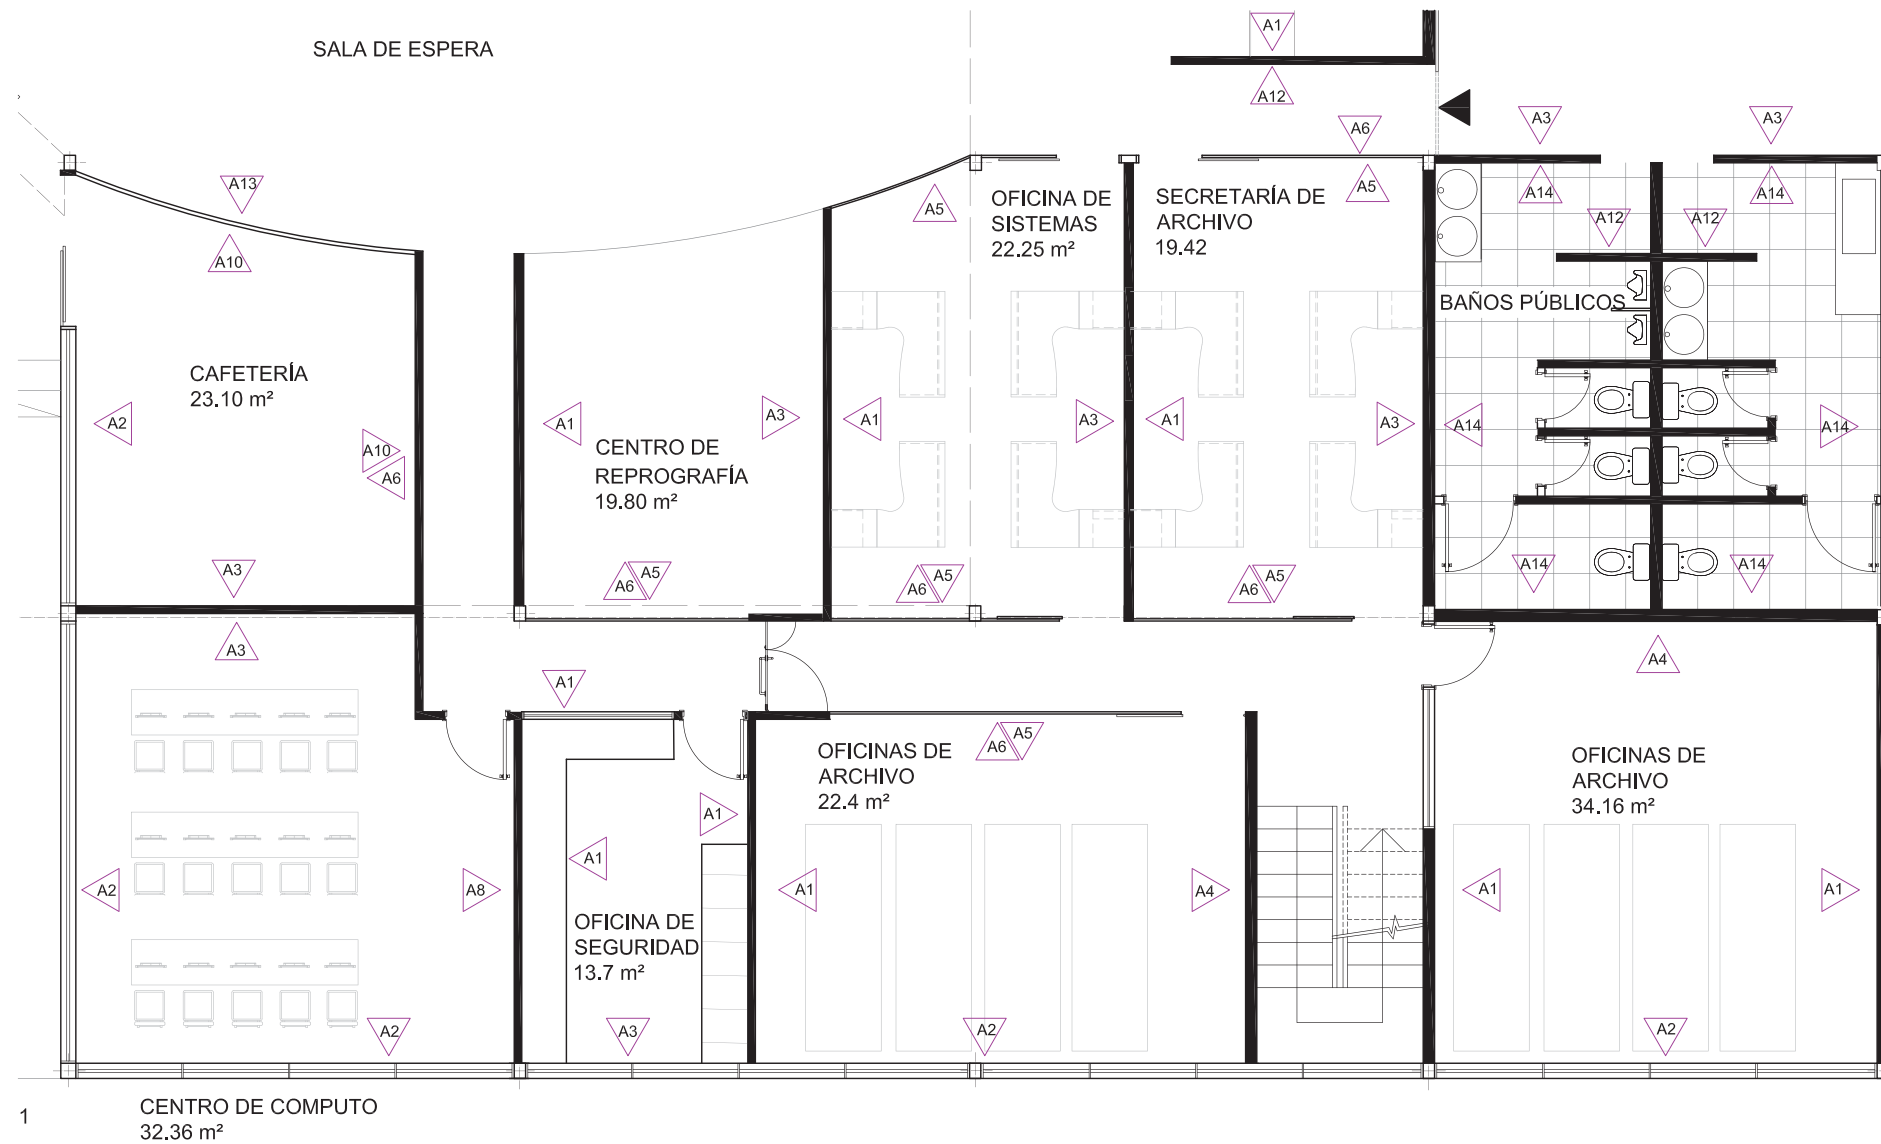 A1
SALA DE ESPERA
A12
A6
A3
A3
A13
A5
A5
A14
A14
OFICINA DE
SISTEMAS
22.25 m²
SECRETARÍA DE
ARCHIVO
19.42
A12
A12
A10
BAÑOS PÚBLICOS
CAFETERÍA
23.10 m²
A2
A10
A6
A1
A3
A1
A3
A1
A3
A14
A14
CENTRO DE
REPROGRAFÍA
19.80 m²
A3
A6
A5
A6
A5
A6
A5
A14
A14
A3
A4
A1
OFICINAS DE
ARCHIVO
22.4 m²
A6
A5
OFICINAS DE
ARCHIVO
34.16 m²
A1
A1
A2
A8
A1
A4
A1
A1
OFICINA DE
SEGURIDAD
13.7 m²
A2
A3
A2
A2
1
CENTRO DE COMPUTO
32.36 m²